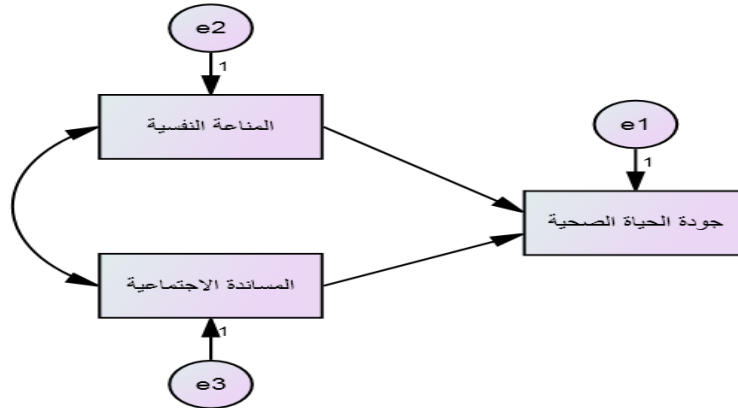 e2
1
المناعة النفسية
e1
1
جودة الحياة الصحية
المساندة الاجتماعية
1
e3